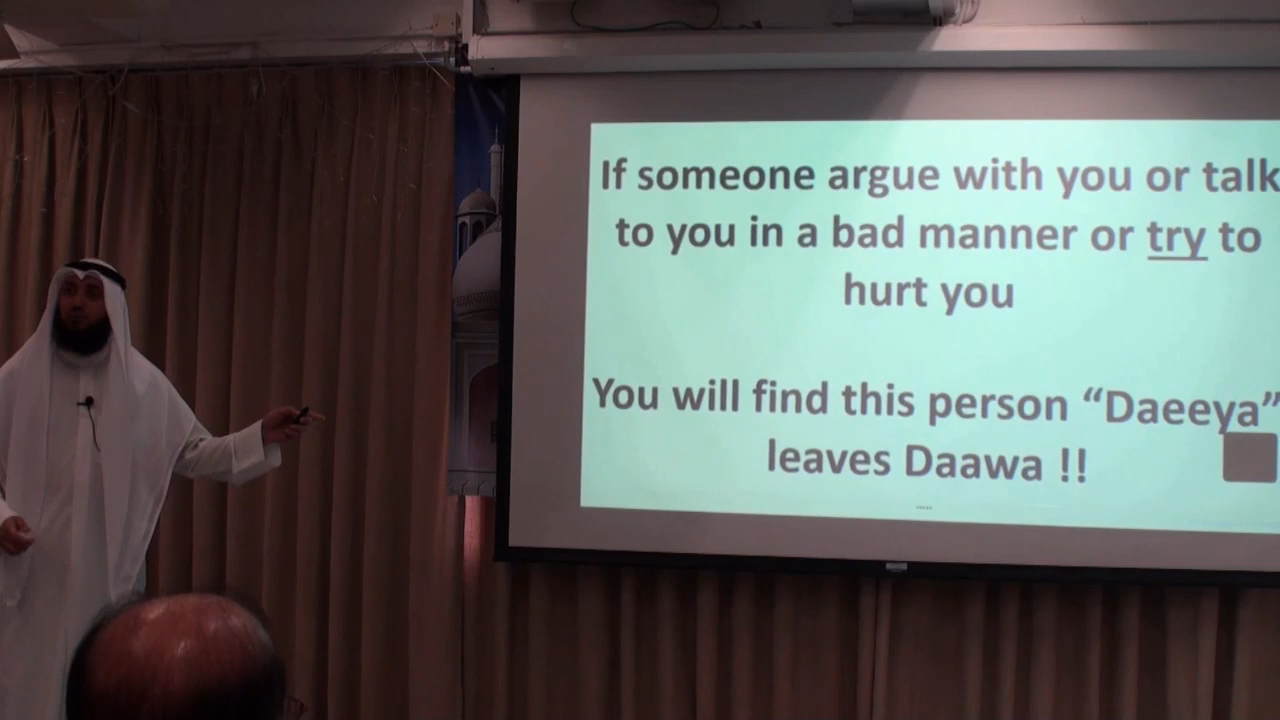 If someone argue with you or talk
to you in a bad manner or try to
hurt you
You will find this person “Daeeya”
leaves Daawa !!